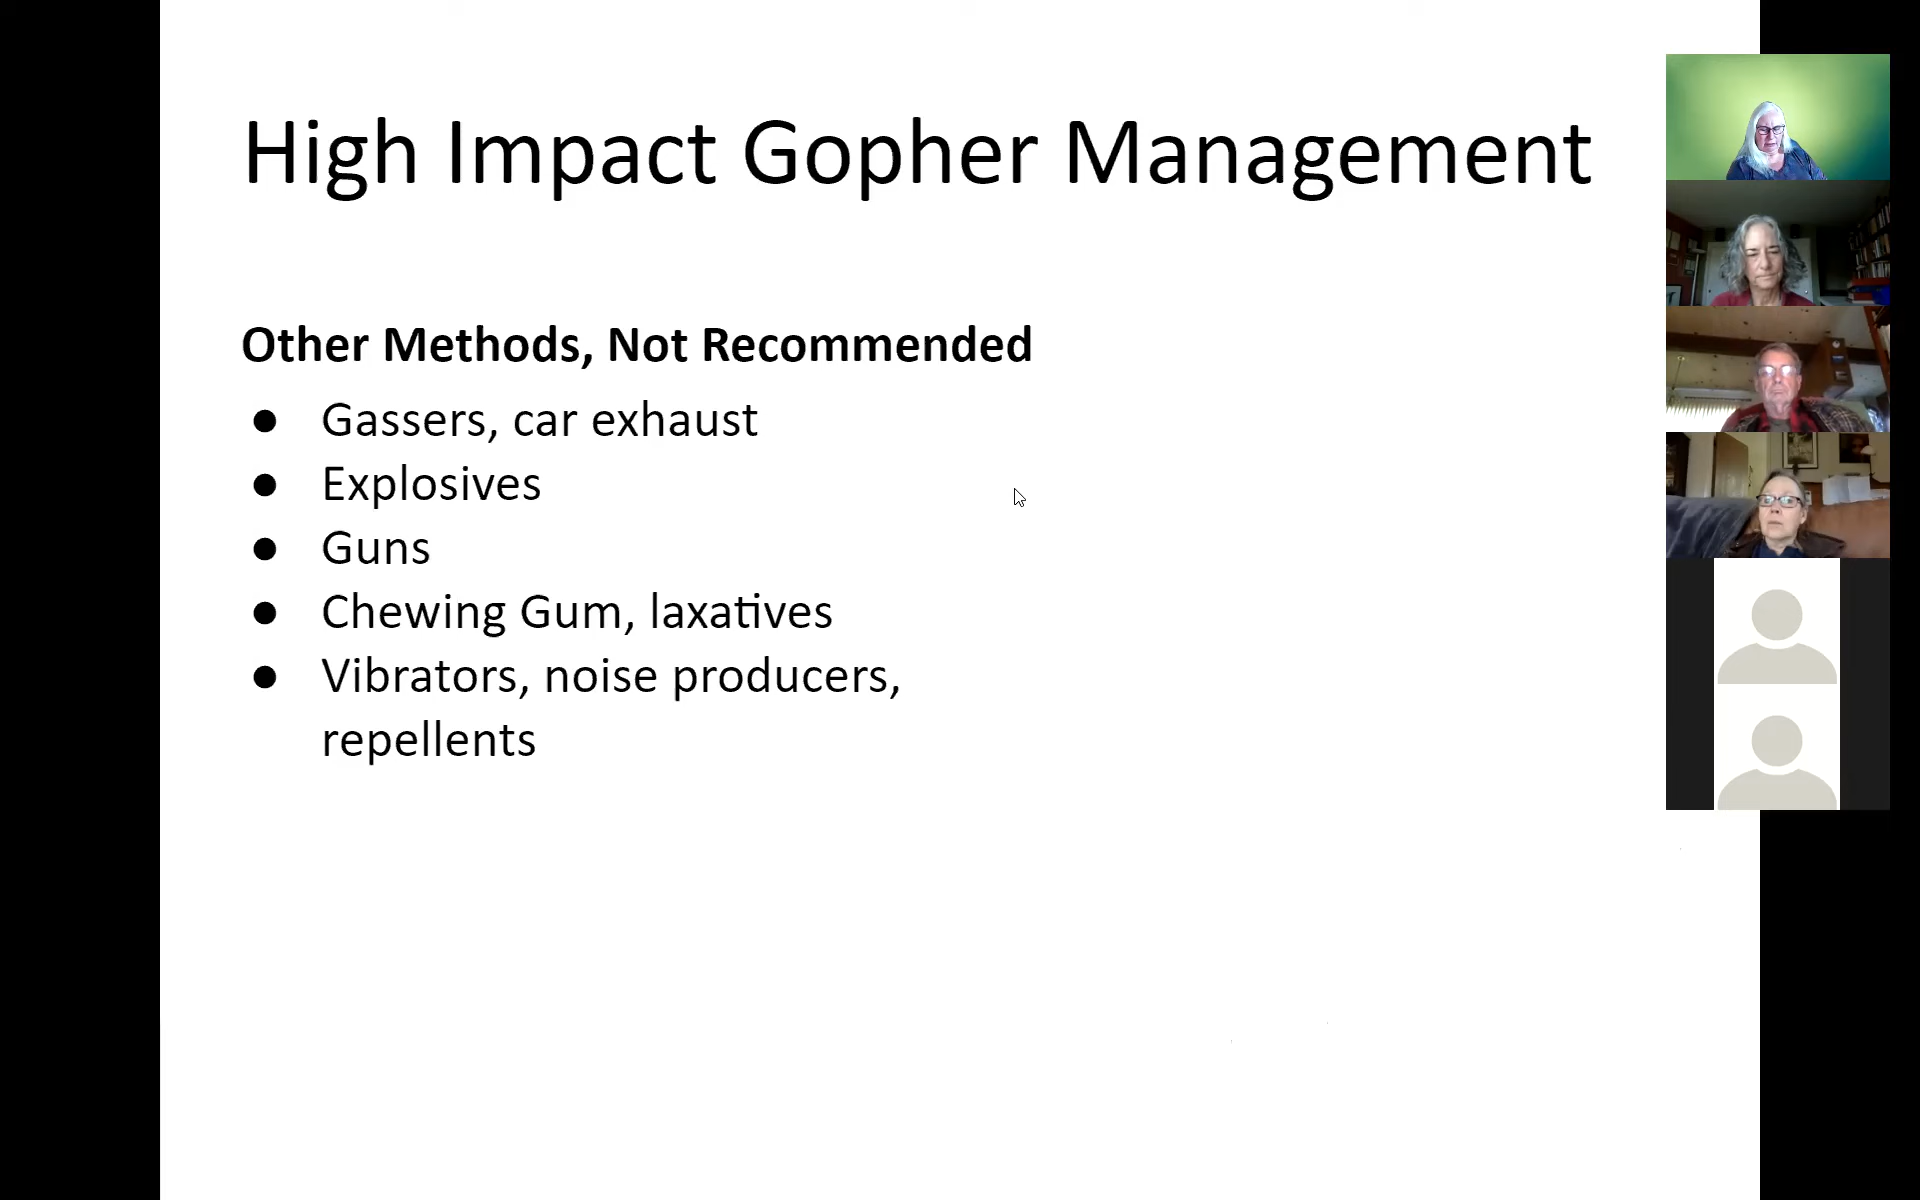 High Impact Gopher Management
Other Methods, Not Recommended
● Gassers, car exhaust
● Explosives
● Guns
● Chewing Gum, laxatives
● Vibrators, noise producers,
repellents